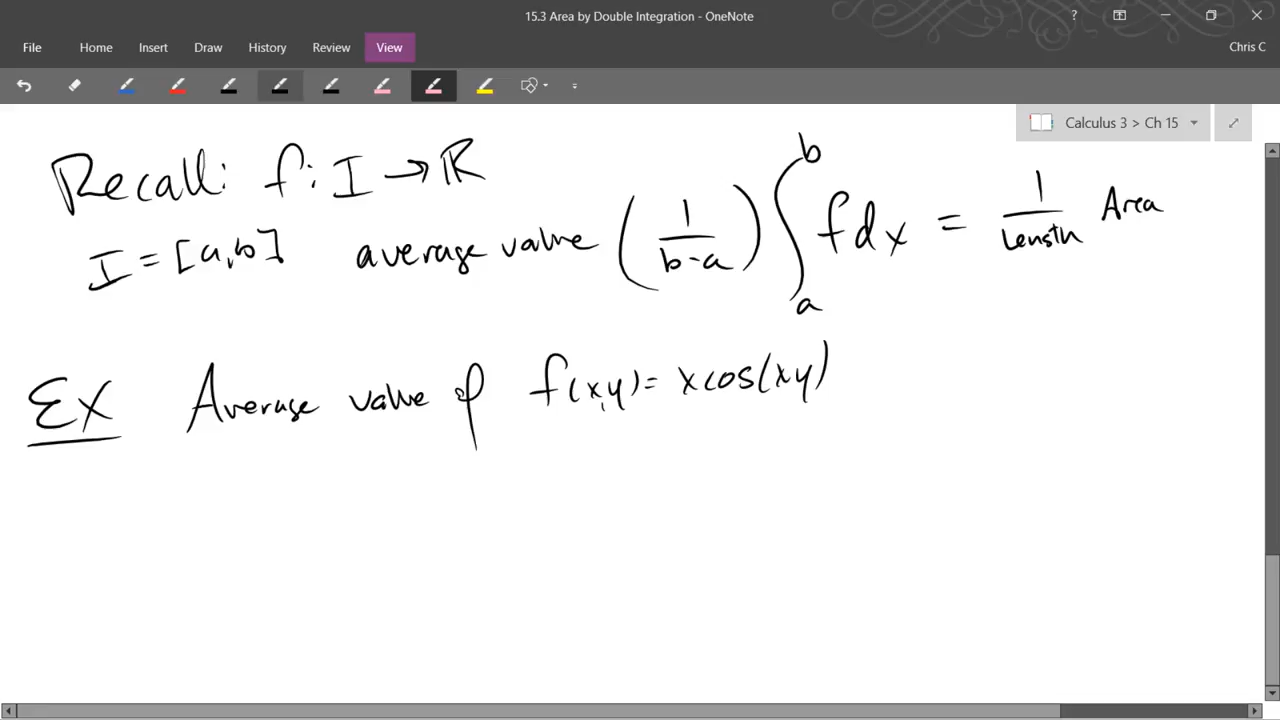 15.3 Area by Double Integration - OneNote
File Home Insert Draw History Review View Chris C
Calculus 3 > Ch 15
Recall: f: I → ℝ
I = [a,b] average value (1/(b-a)) ∫_a^b f dx = 1/Length Area
EX Average value of f(x,y) = x cos(xy)